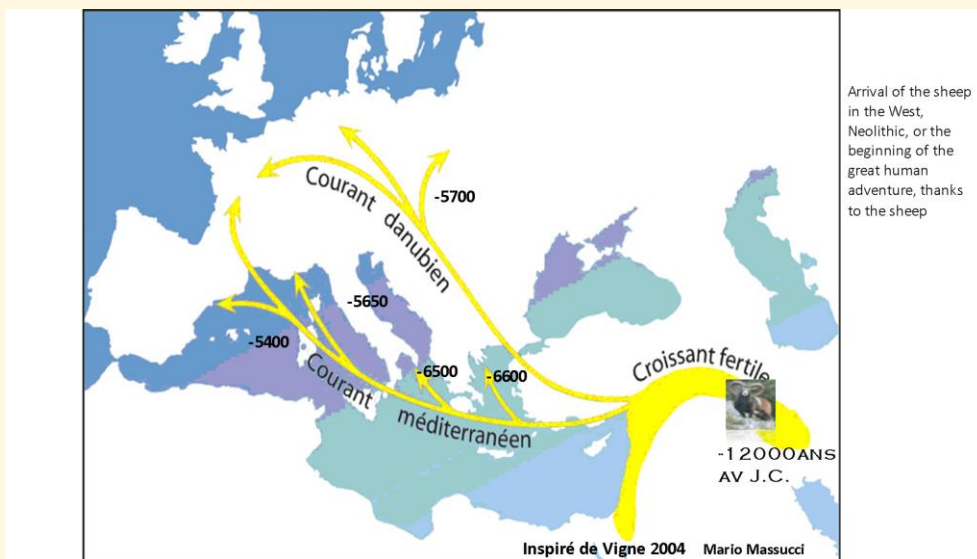 Arrival of the sheep
in the West,
Neolithic, or the
beginning of the
great human
adventure, thanks
to the sheep
Courant danubien
-5700
-5650
-5400
-6500
-6600
Courant
méditerranéen
Croissant fertile
-12000ANS
AV J.C.
Inspiré de Vigne 2004 Mario Massucci